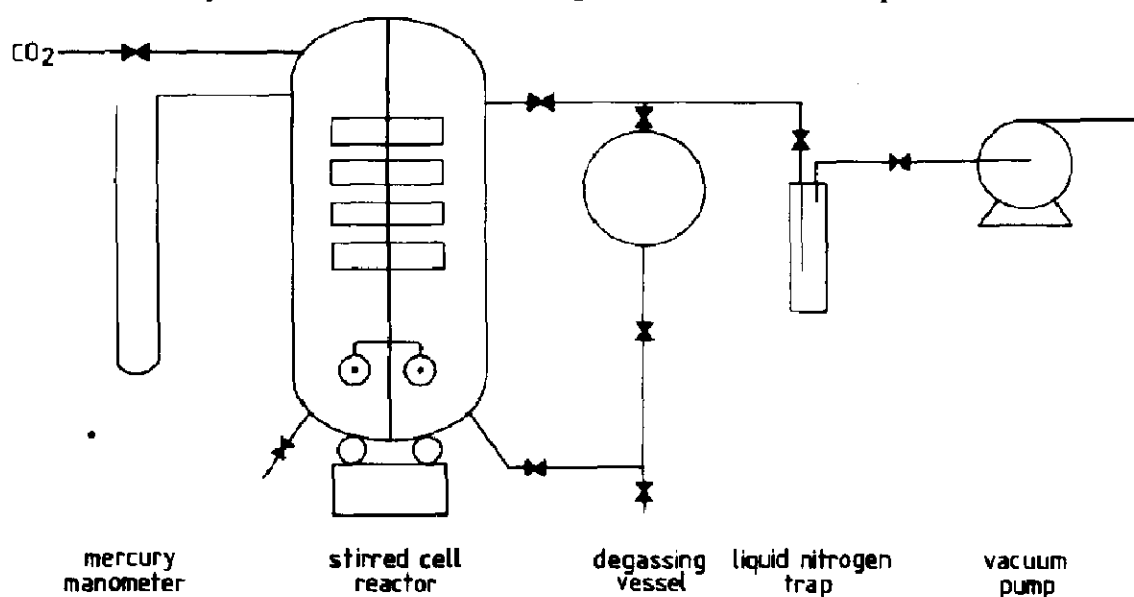 CO2
mercury
manometer
stirred cell
reactor
degassing
vessel
liquid nitrogen
trap
vacuum
pump